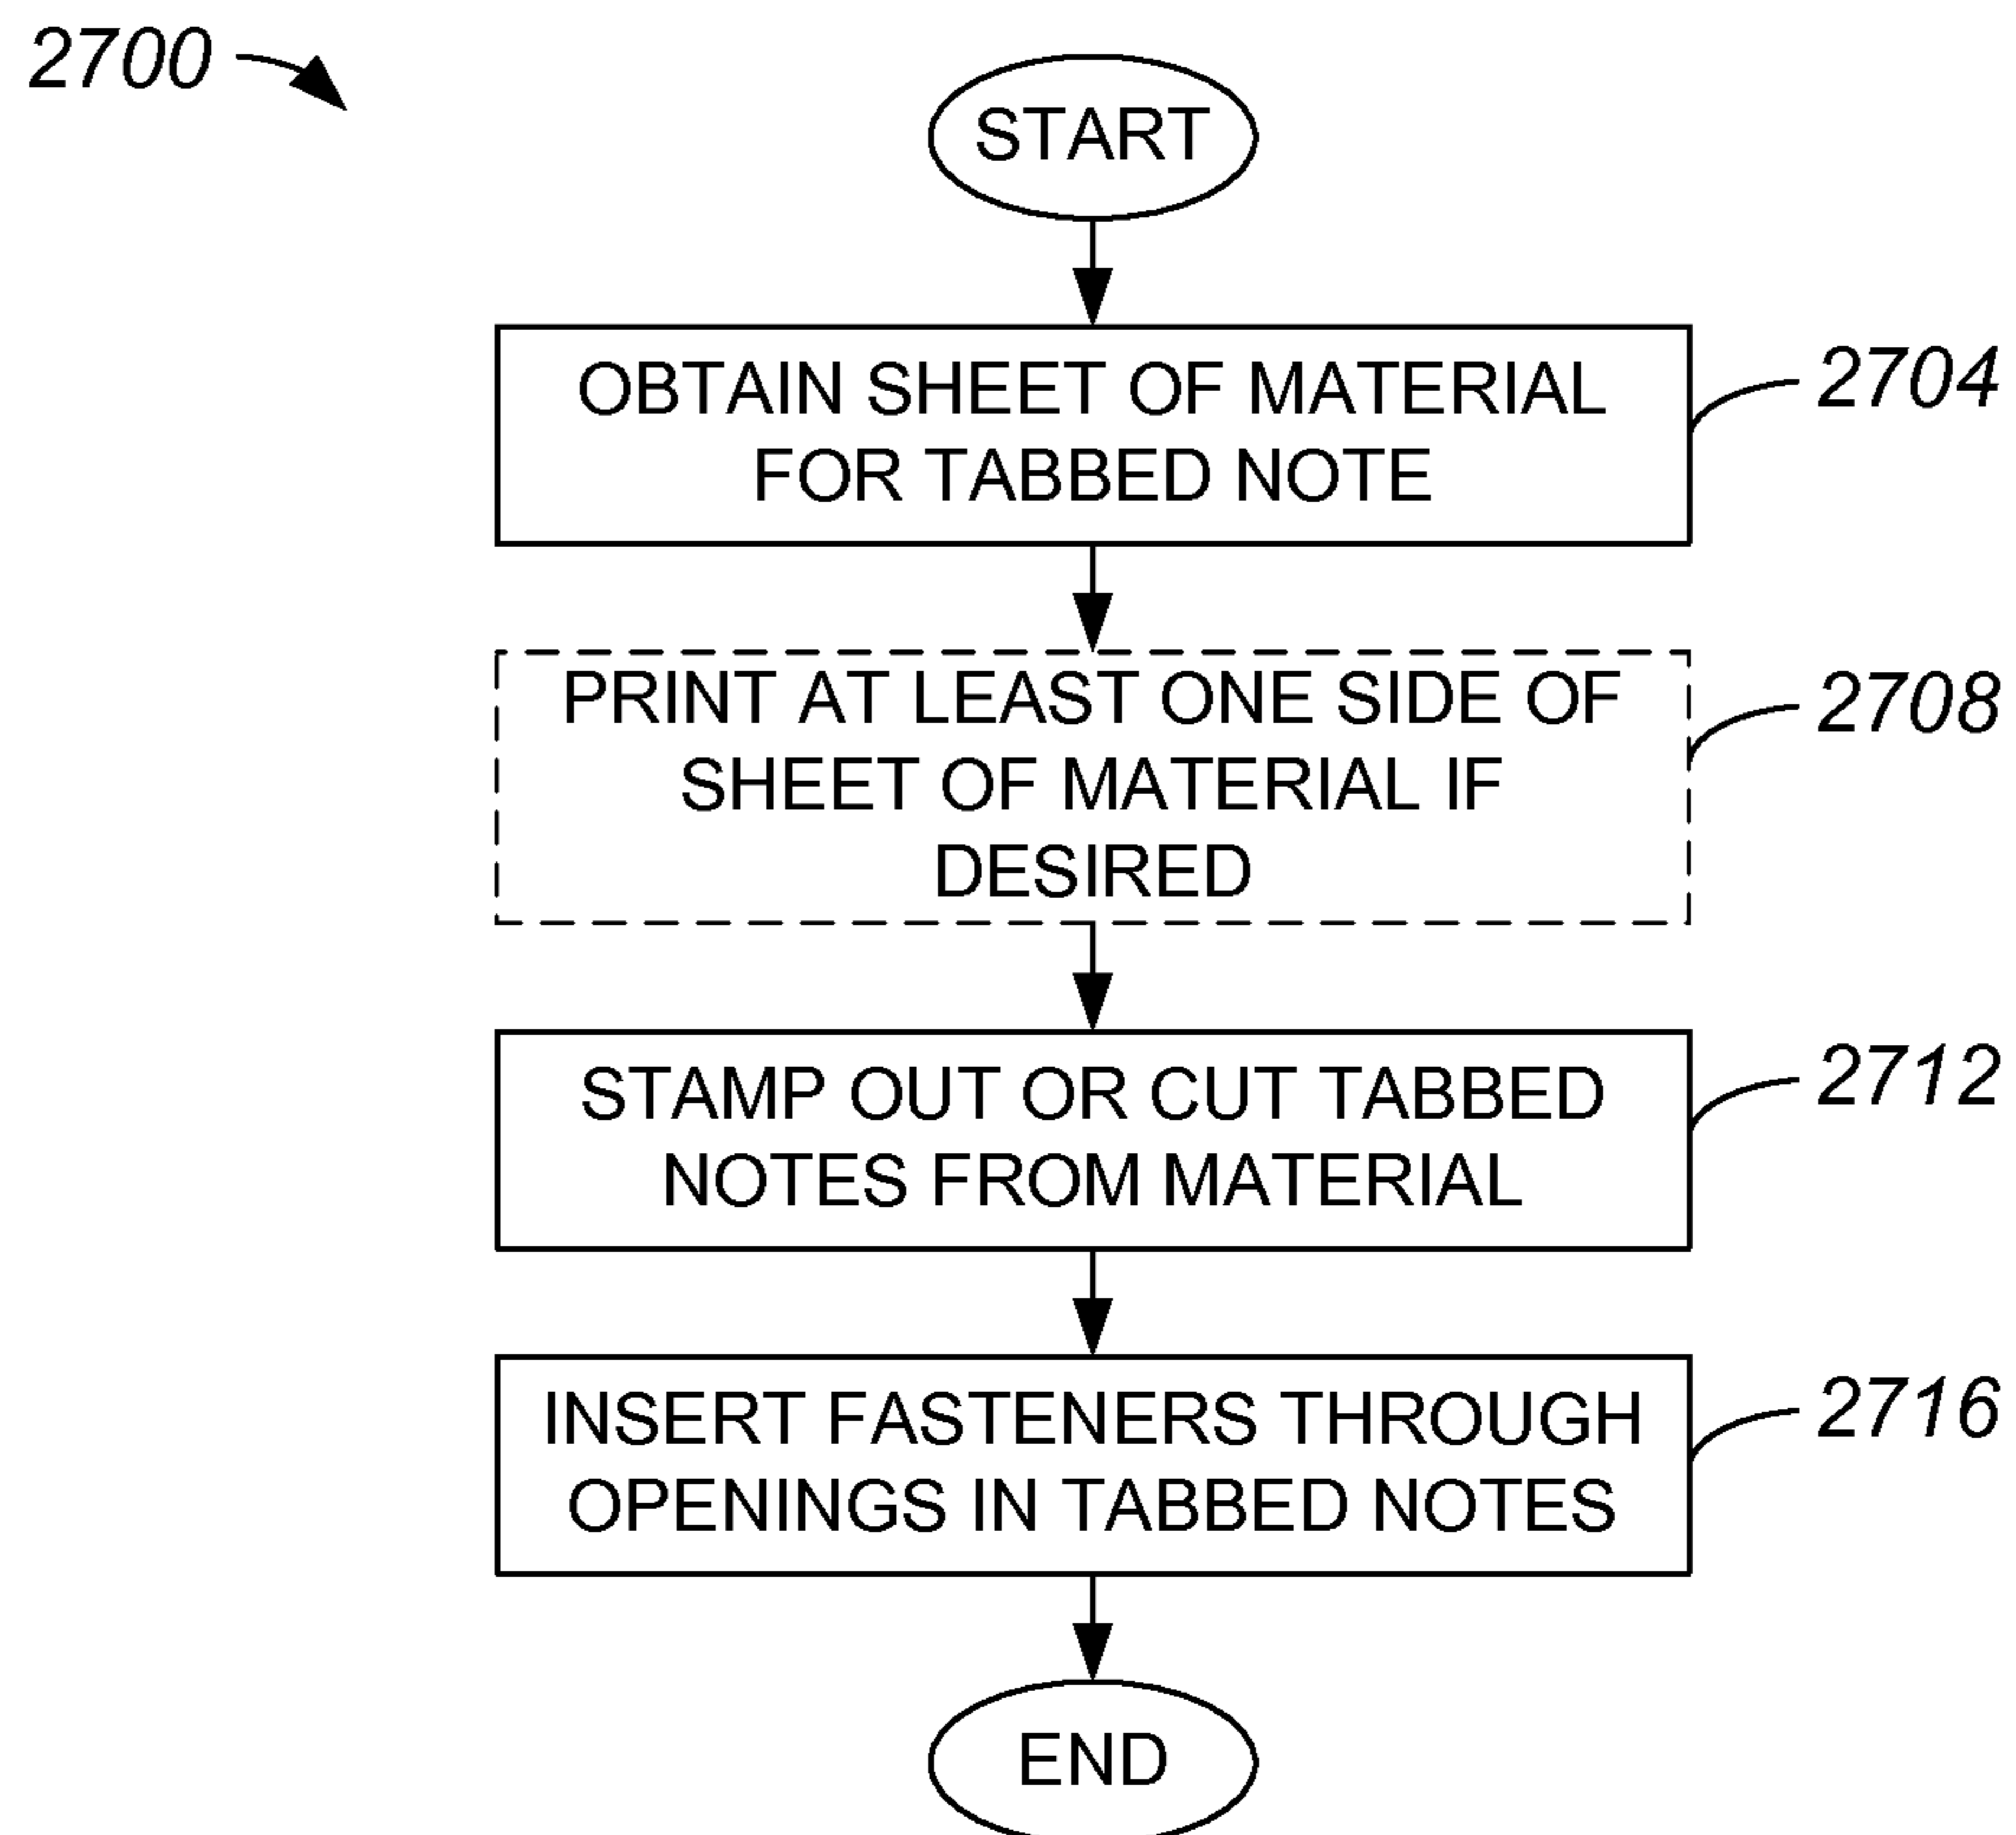 2700
START
OBTAIN SHEET OF MATERIAL
FOR TABBED NOTE
2704
PRINT AT LEAST ONE SIDE OF
SHEET OF MATERIAL IF
DESIRED
2708
STAMP OUT OR CUT TABBED
NOTES FROM MATERIAL
2712
INSERT FASTENERS THROUGH
OPENINGS IN TABBED NOTES
2716
END